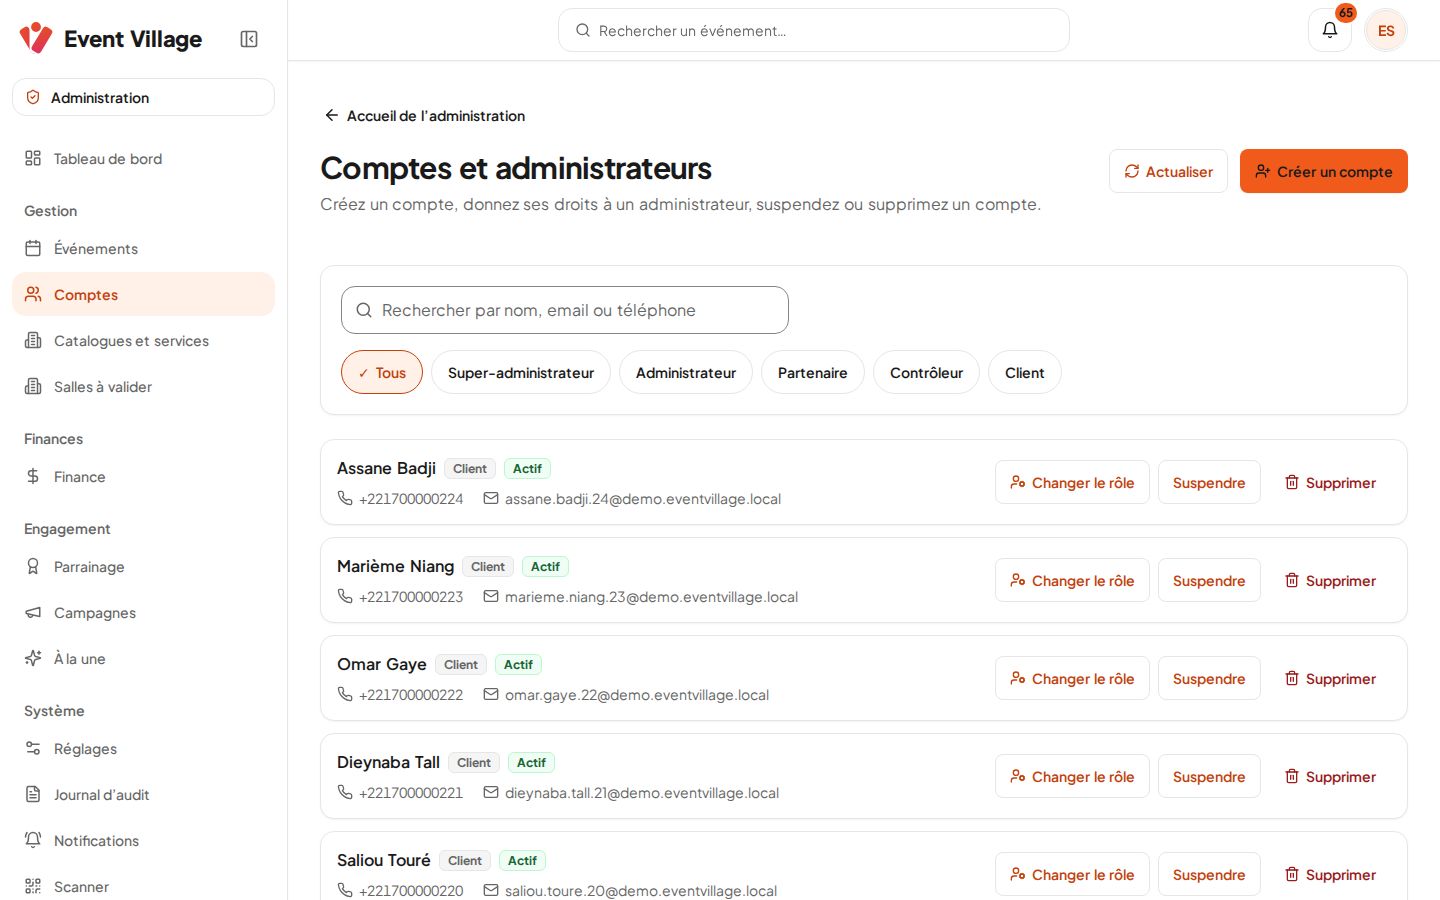 Event Village
Rechercher un événement…
65
ES
Administration
Tableau de bord
Gestion
Événements
Comptes
Catalogues et services
Salles à valider
Finances
Finance
Engagement
Parrainage
Campagnes
À la une
Système
Réglages
Journal d’audit
Notifications
Scanner
Accueil de l’administration
Comptes et administrateurs
Créez un compte, donnez ses droits à un administrateur, suspendez ou supprimez un compte.
Actualiser
Créer un compte
Rechercher par nom, email ou téléphone
✓ Tous Super-administrateur Administrateur Partenaire Contrôleur Client
Assane Badji Client Actif
+221700000224 assane.badji.24@demo.eventvillage.local
Changer le rôle Suspendre Supprimer
Marième Niang Client Actif
+221700000223 marieme.niang.23@demo.eventvillage.local
Changer le rôle Suspendre Supprimer
Omar Gaye Client Actif
+221700000222 omar.gaye.22@demo.eventvillage.local
Changer le rôle Suspendre Supprimer
Dieynaba Tall Client Actif
+221700000221 dieynaba.tall.21@demo.eventvillage.local
Changer le rôle Suspendre Supprimer
Saliou Touré Client Actif
+221700000220 saliou.toure.20@demo.eventvillage.local
Changer le rôle Suspendre Supprimer